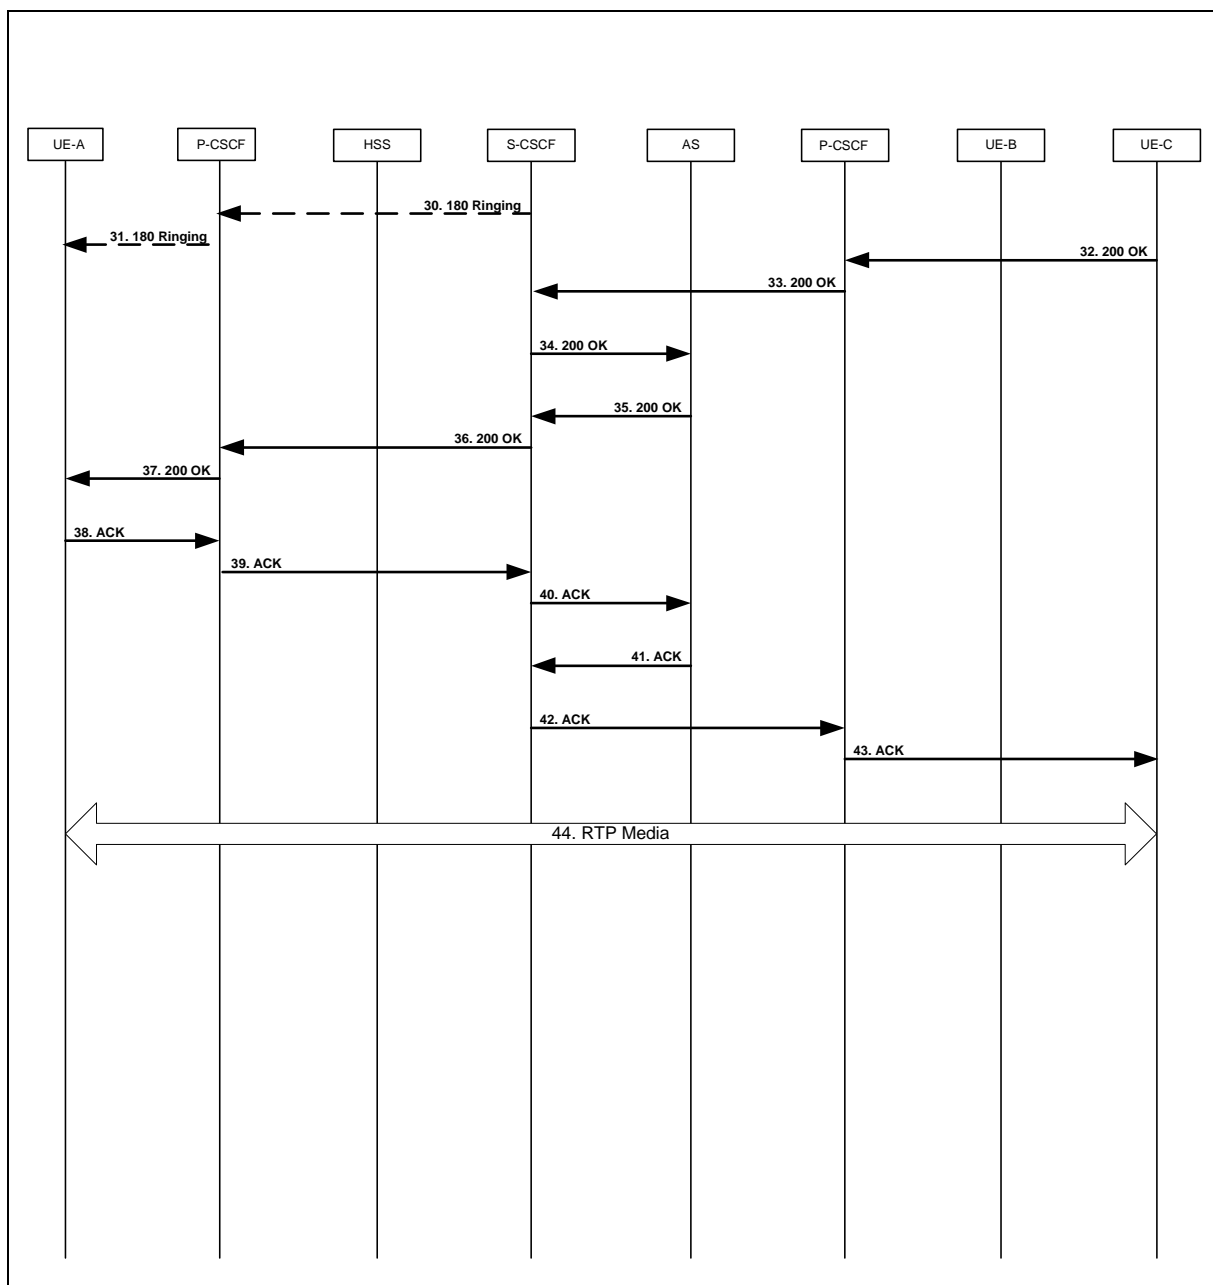 UE-A
P-CSCF
HSS
S-CSCF
AS
P-CSCF
UE-B
UE-C
30. 180 Ringing
31. 180 Ringing
32. 200 OK
33. 200 OK
34. 200 OK
35. 200 OK
36. 200 OK
37. 200 OK
38. ACK
39. ACK
40. ACK
41. ACK
42. ACK
43. ACK
44. RTP Media